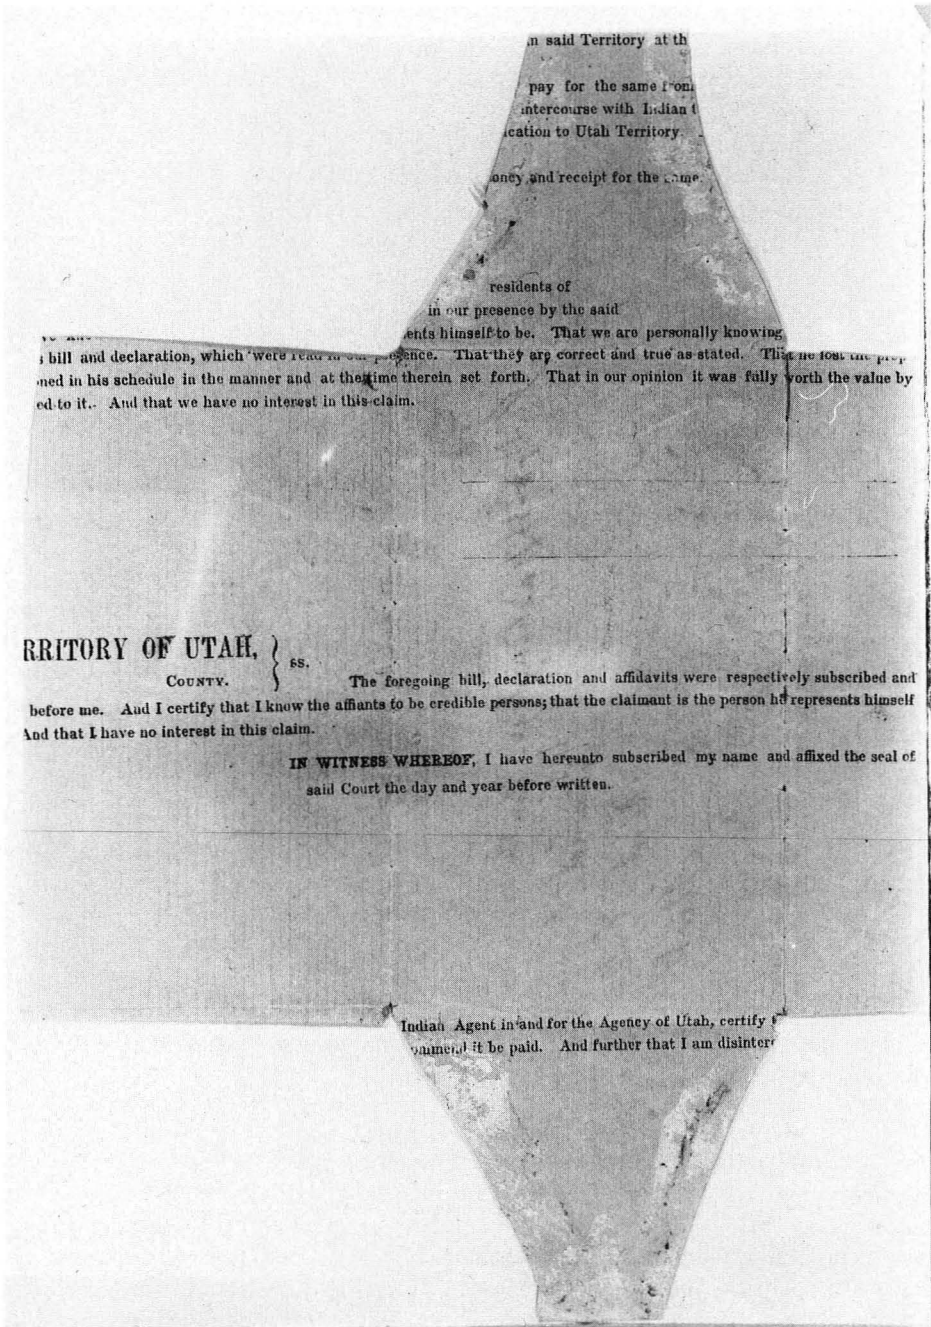 n said Territory at th
pay for the same from
intercourse with Indian t
ication to Utah Territory.
oney and receipt for the same.
residents of
in our presence by the said
ents himself to be. That we are personally knowing
bill and declaration, which were read in our presence. That they are correct and true as stated. That he lost the prop
ned in his schedule in the manner and at the time therein set forth. That in our opinion it was fully worth the value by
ed to it. And that we have no interest in this claim.
RRITORY OF UTAH,
ss.
COUNTY.
The foregoing bill, declaration and affidavits were respectively subscribed and
before me. And I certify that I know the affiants to be credible persons; that the claimant is the person he represents himself
And that I have no interest in this claim.
IN WITNESS WHEREOF, I have hereunto subscribed my name and affixed the seal of
said Court the day and year before written.
Indian Agent in and for the Agency of Utah, certify
ommend it be paid. And further that I am disinter